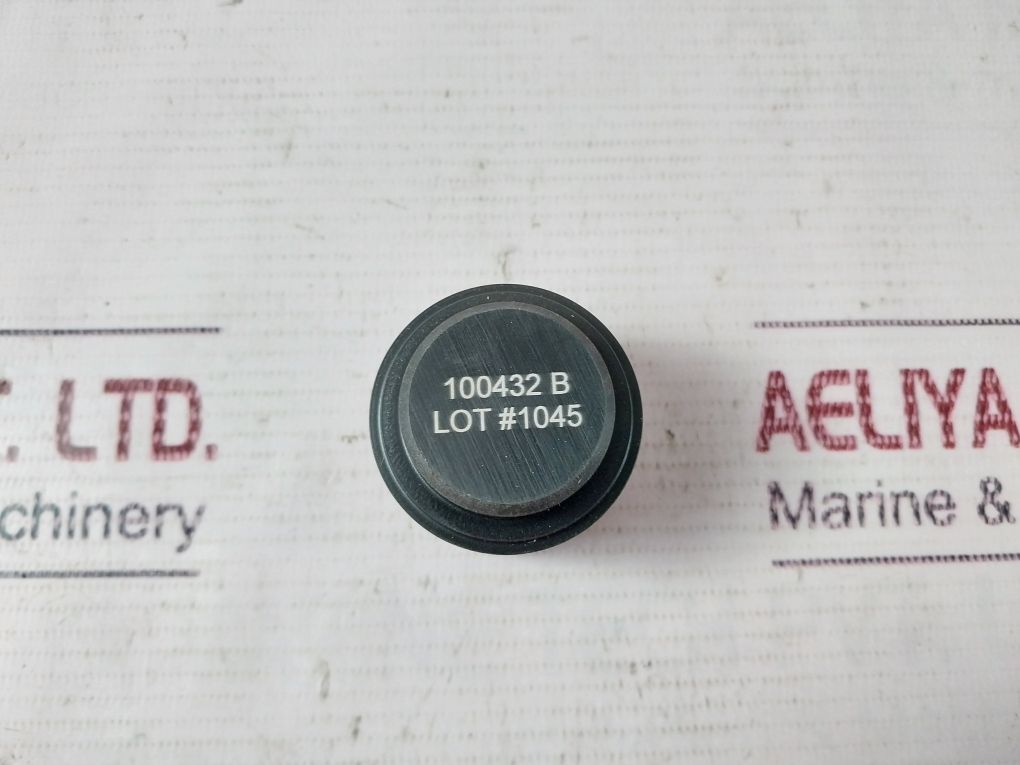 100432 B
LOT #1045
. LTD.
chinery
AELIYA
Marine &